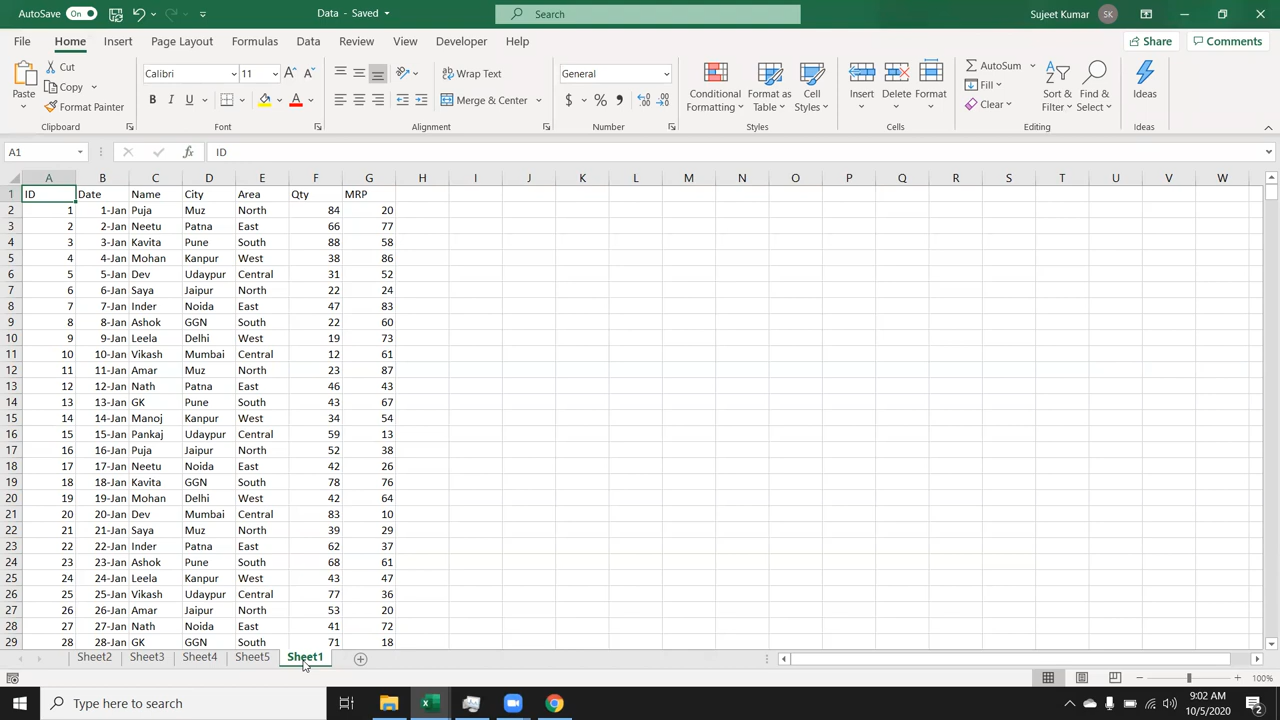 AutoSave On Data - Saved Search Sujeet Kumar SK
File Home Insert Page Layout Formulas Data Review View Developer Help Share Comments
Paste Cut Copy Format Painter Clipboard
Calibri 11 B I U Font
Wrap Text Merge & Center Alignment
General $ % , Number
Conditional Formatting Format as Table Cell Styles Styles
Insert Delete Format Cells
AutoSum Fill Clear Sort & Filter Find & Select Editing
Ideas Ideas
A1 fx ID
A B C D E F G H I J K L M N O P Q R S T U V W
1 ID Date Name City Area Qty MRP
2 1 1-Jan Puja Muz North 84 20
3 2 2-Jan Neetu Patna East 66 77
4 3 3-Jan Kavita Pune South 88 58
5 4 4-Jan Mohan Kanpur West 38 86
6 5 5-Jan Dev Udaypur Central 31 52
7 6 6-Jan Saya Jaipur North 22 24
8 7 7-Jan Inder Noida East 47 83
9 8 8-Jan Ashok GGN South 22 60
10 9 9-Jan Leela Delhi West 19 73
11 10 10-Jan Vikash Mumbai Central 12 61
12 11 11-Jan Amar Muz North 23 87
13 12 12-Jan Nath Patna East 46 43
14 13 13-Jan GK Pune South 43 67
15 14 14-Jan Manoj Kanpur West 34 54
16 15 15-Jan Pankaj Udaypur Central 59 13
17 16 16-Jan Puja Jaipur North 52 38
18 17 17-Jan Neetu Noida East 42 26
19 18 18-Jan Kavita GGN South 78 76
20 19 19-Jan Mohan Delhi West 42 64
21 20 20-Jan Dev Mumbai Central 83 10
22 21 21-Jan Saya Muz North 39 29
23 22 22-Jan Inder Patna East 62 37
24 23 23-Jan Ashok Pune South 68 61
25 24 24-Jan Leela Kanpur West 43 47
26 25 25-Jan Vikash Udaypur Central 77 36
27 26 26-Jan Amar Jaipur North 53 20
28 27 27-Jan Nath Noida East 41 72
29 28 28-Jan GK GGN South 71 18
Sheet2 Sheet3 Sheet4 Sheet5 Sheet1
100%
Type here to search
9:02 AM
10/5/2020
2